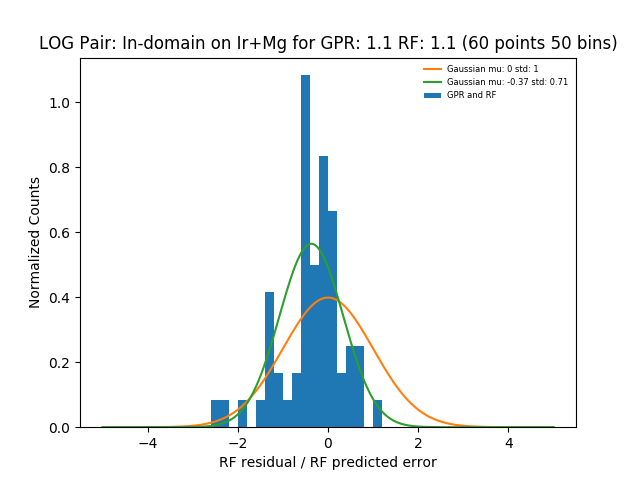 LOG Pair: In-domain on Ir+Mg for GPR: 1.1 RF: 1.1 (60 points 50 bins)
Gaussian mu: 0 std: 1
Gaussian mu: -0.37 std: 0.71
GPR and RF
Normalized Counts
1.0
0.8
0.6
0.4
0.2
0.0
−4 −2 0 2 4
RF residual / RF predicted error